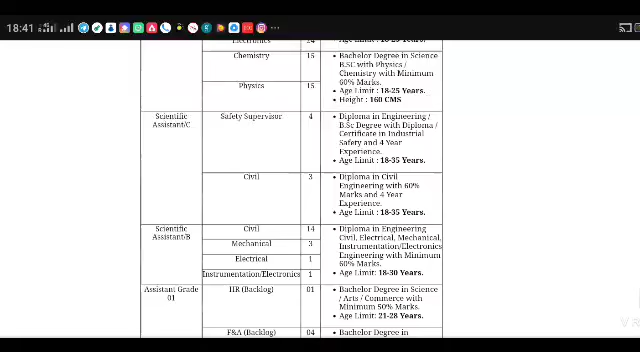 18:41
Electronics 24 Age Limit : 18-25 Years.
Chemistry 15 • Bachelor Degree in Science
B.SC with Physics /
Chemistry with Minimum
60% Marks.
Physics 15 • Age Limit : 18-25 Years.
• Height : 160 CMS
Scientific Safety Supervisor 4 • Diploma in Engineering /
Assistant/C B.Sc Degree with Diploma /
Certificate in Industrial
Safety and 4 Year
Experience.
• Age Limit : 18-35 Years.
Civil 3 • Diploma in Civil
Engineering with 60%
Marks and 4 Year
Experience.
• Age Limit : 18-35 Years.
Scientific Civil 14 • Diploma in Engineering
Assistant/B Civil, Electrical, Mechanical,
Mechanical 3 Instrumentation/Electronics
Engineering with Minimum
Electrical 1 60% Marks.
Instrumentation/Electronics 1 • Age Limit: 18-30 Years.
Assistant Grade HR (Backlog) 01 • Bachelor Degree in Science
01 / Arts / Commerce with
Minimum 50% Marks.
• Age Limit: 21-28 Years.
F&A (Backlog) 04 • Bachelor Degree in